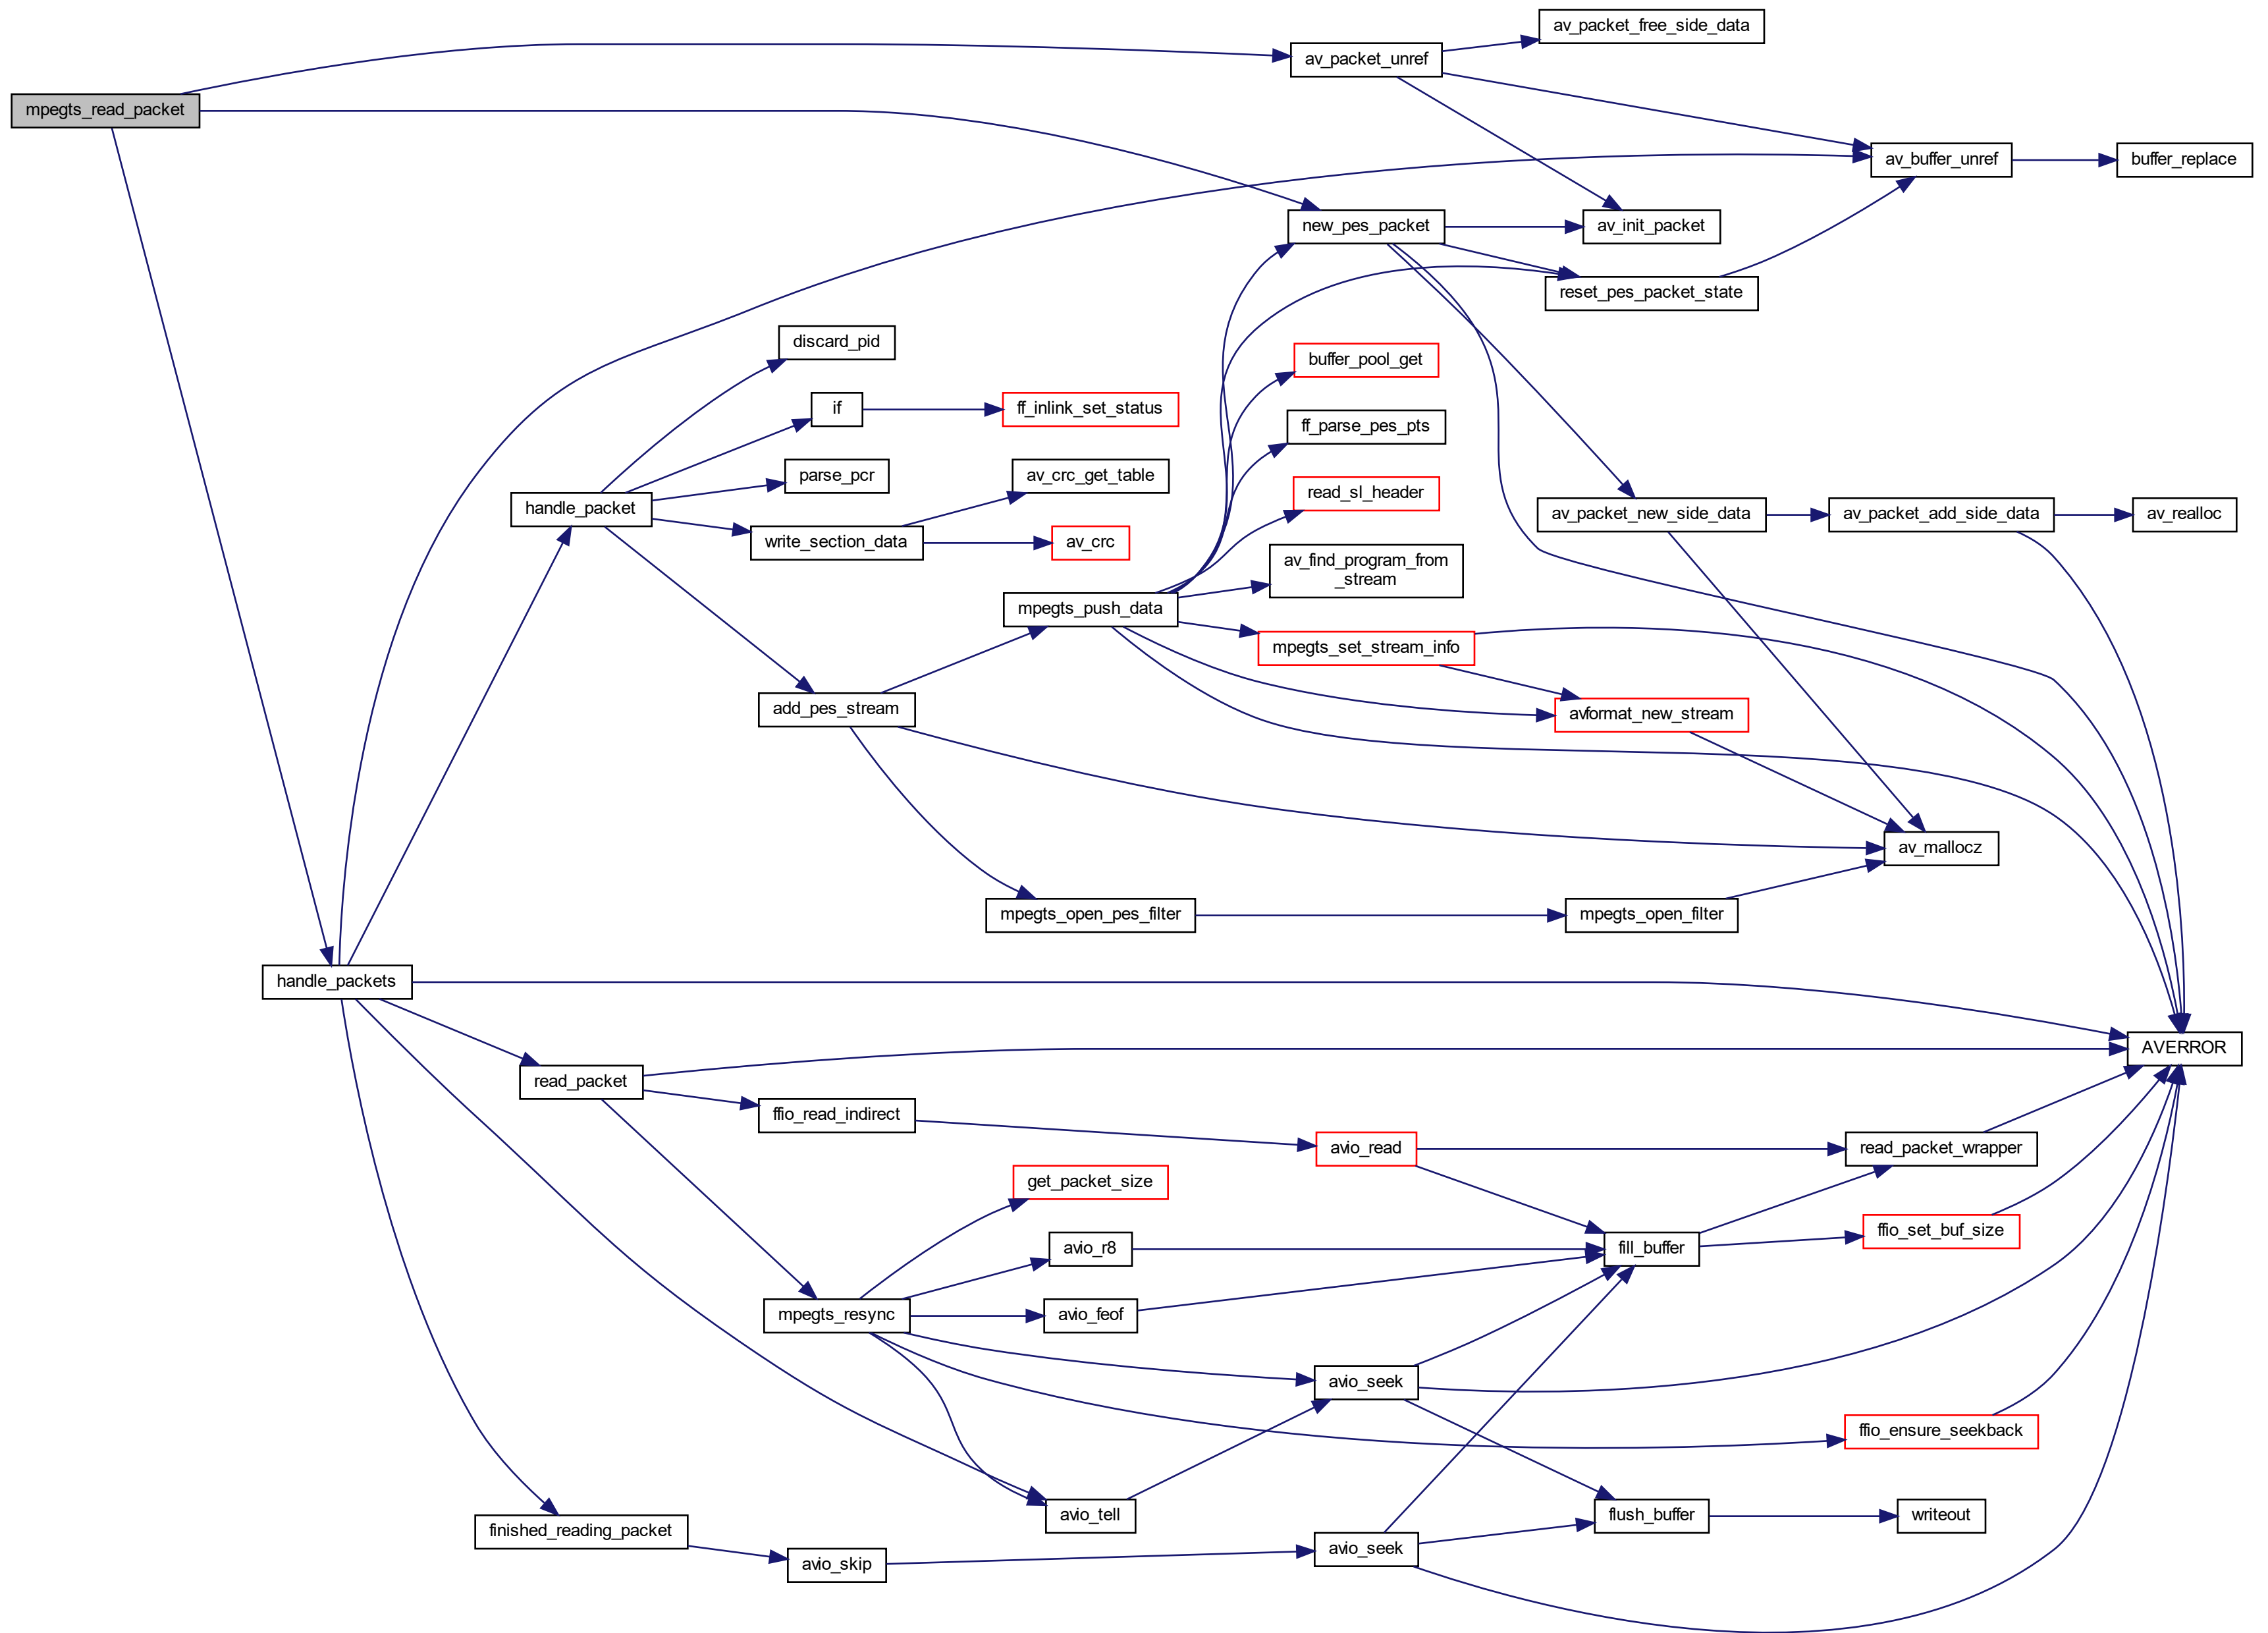 av_packet_free_side_data
av_packet_unref
mpegts_read_packet
av_buffer_unref
buffer_replace
new_pes_packet
av_init_packet
reset_pes_packet_state
discard_pid
buffer_pool_get
if
ff_inlink_set_status
ff_parse_pes_pts
parse_pcr
av_crc_get_table
read_sl_header
handle_packet
av_packet_new_side_data
av_packet_add_side_data
av_realloc
write_section_data
av_crc
av_find_program_from
_stream
mpegts_push_data
mpegts_set_stream_info
add_pes_stream
avformat_new_stream
av_mallocz
mpegts_open_pes_filter
mpegts_open_filter
handle_packets
AVERROR
read_packet
ffio_read_indirect
avio_read
read_packet_wrapper
get_packet_size
ffio_set_buf_size
avio_r8
fill_buffer
mpegts_resync
avio_feof
avio_seek
ffio_ensure_seekback
avio_tell
flush_buffer
writeout
finished_reading_packet
avio_skip
avio_seek